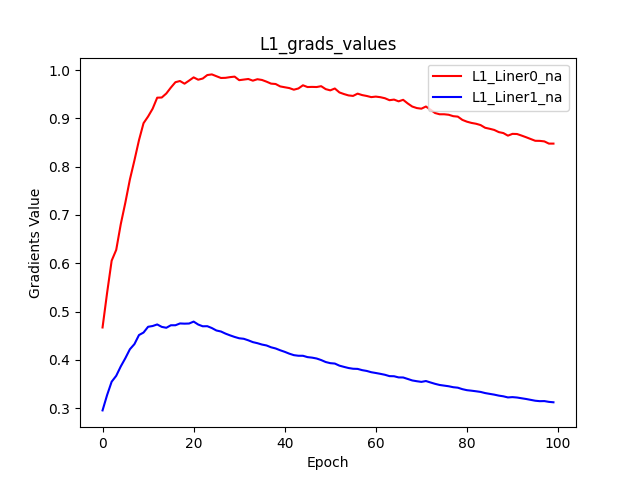 L1_grads_values
L1_Liner0_na
L1_Liner1_na
Gradients Value
1.0
0.9
0.8
0.7
0.6
0.5
0.4
0.3
0 20 40 60 80 100
Epoch